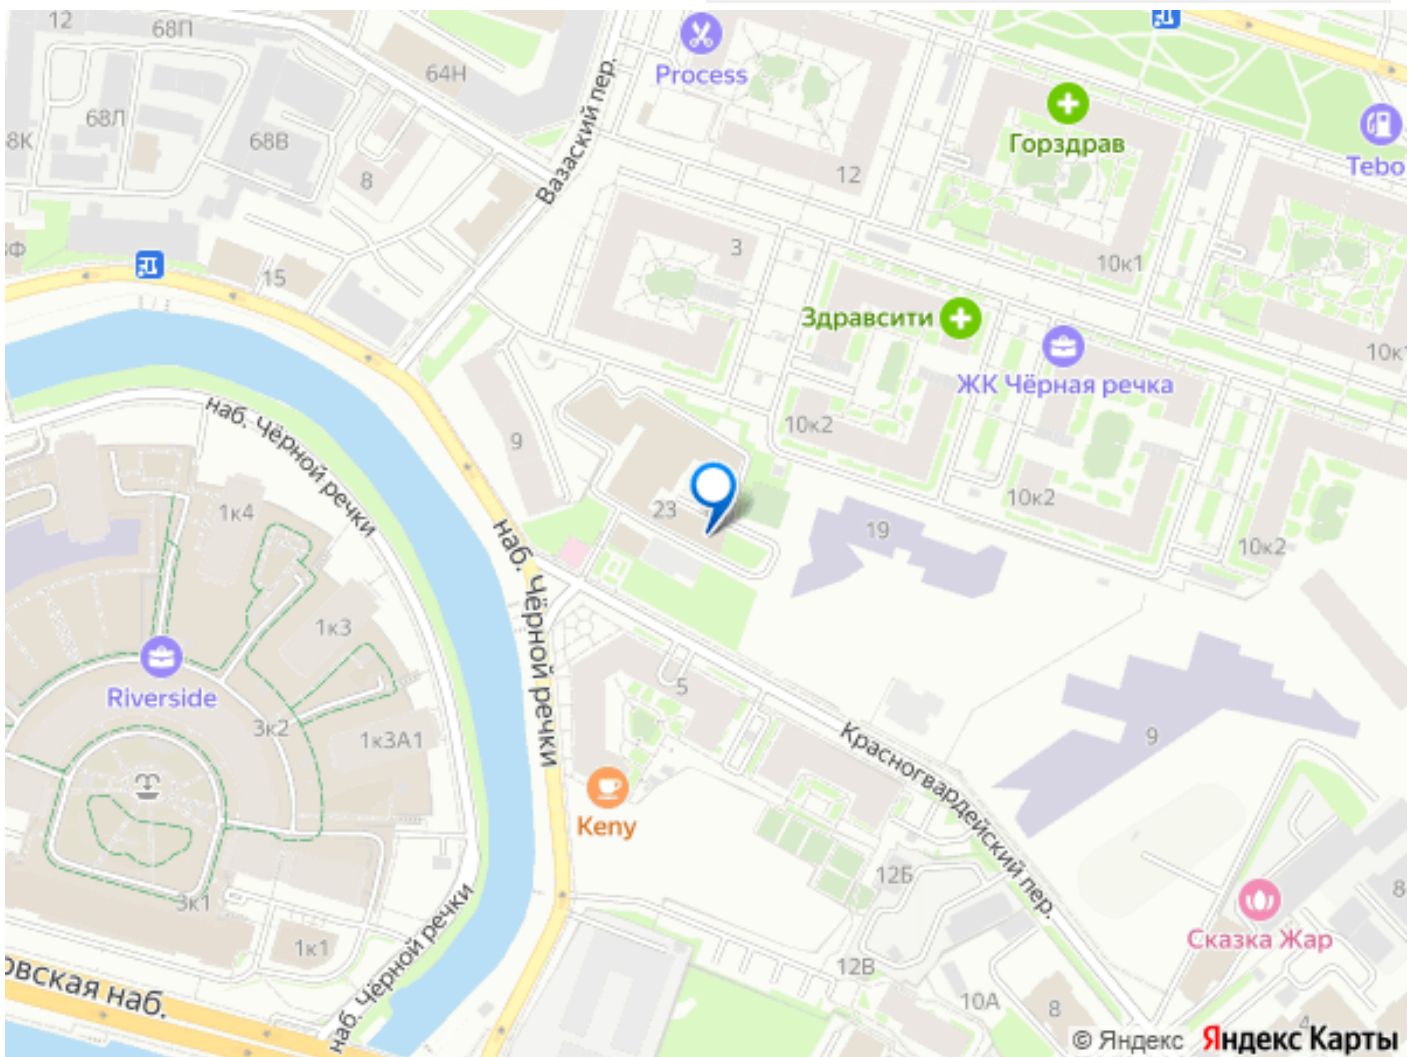 12
68П
64Н
Process
Горздрав
Tebo
68Л
8К
68В
8
Вазаский пер.
12
3
10к1
15
Здравсити
ЖК Чёрная речка
10к1
наб. Чёрной речки
9
10к2
10к2
10к2
23
19
1к4
наб. Чёрной речки
1к3
Riverside
3к2
1к3А1
5
Красногвардейский пер.
9
Keny
12Б
3к1
1к1
наб. Чёрной речки
12В
10А
8
8
Сказка Жар
овская наб.
4
© Яндекс Яндекс Карты